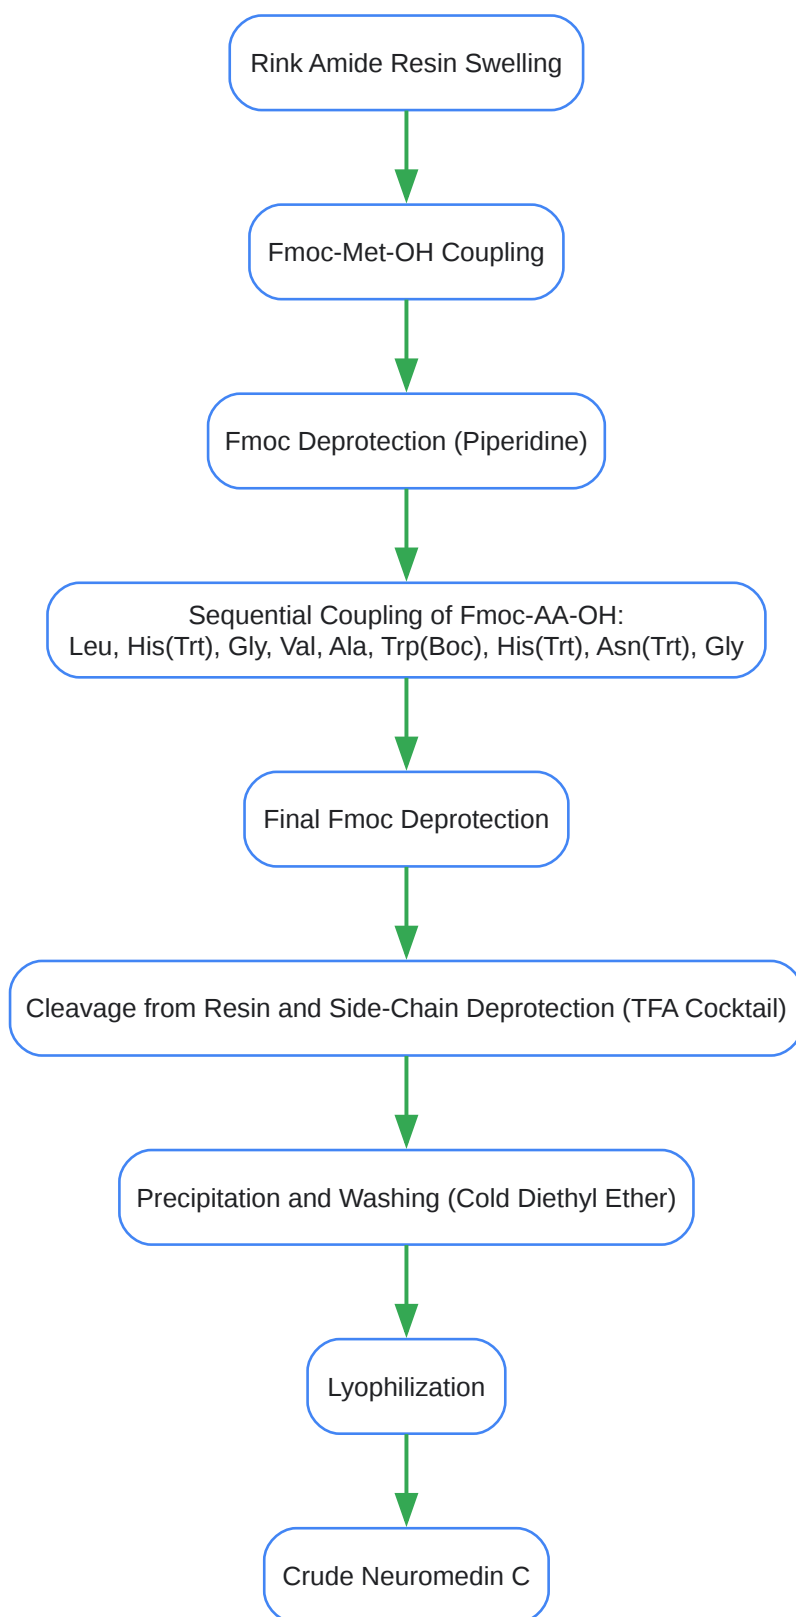 Rink Amide Resin Swelling
Fmoc-Met-OH Coupling
Fmoc Deprotection (Piperidine)
Sequential Coupling of Fmoc-AA-OH:
Leu, His(Trt), Gly, Val, Ala, Trp(Boc), His(Trt), Asn(Trt), Gly
Final Fmoc Deprotection
Cleavage from Resin and Side-Chain Deprotection (TFA Cocktail)
Precipitation and Washing (Cold Diethyl Ether)
Lyophilization
Crude Neuromedin C